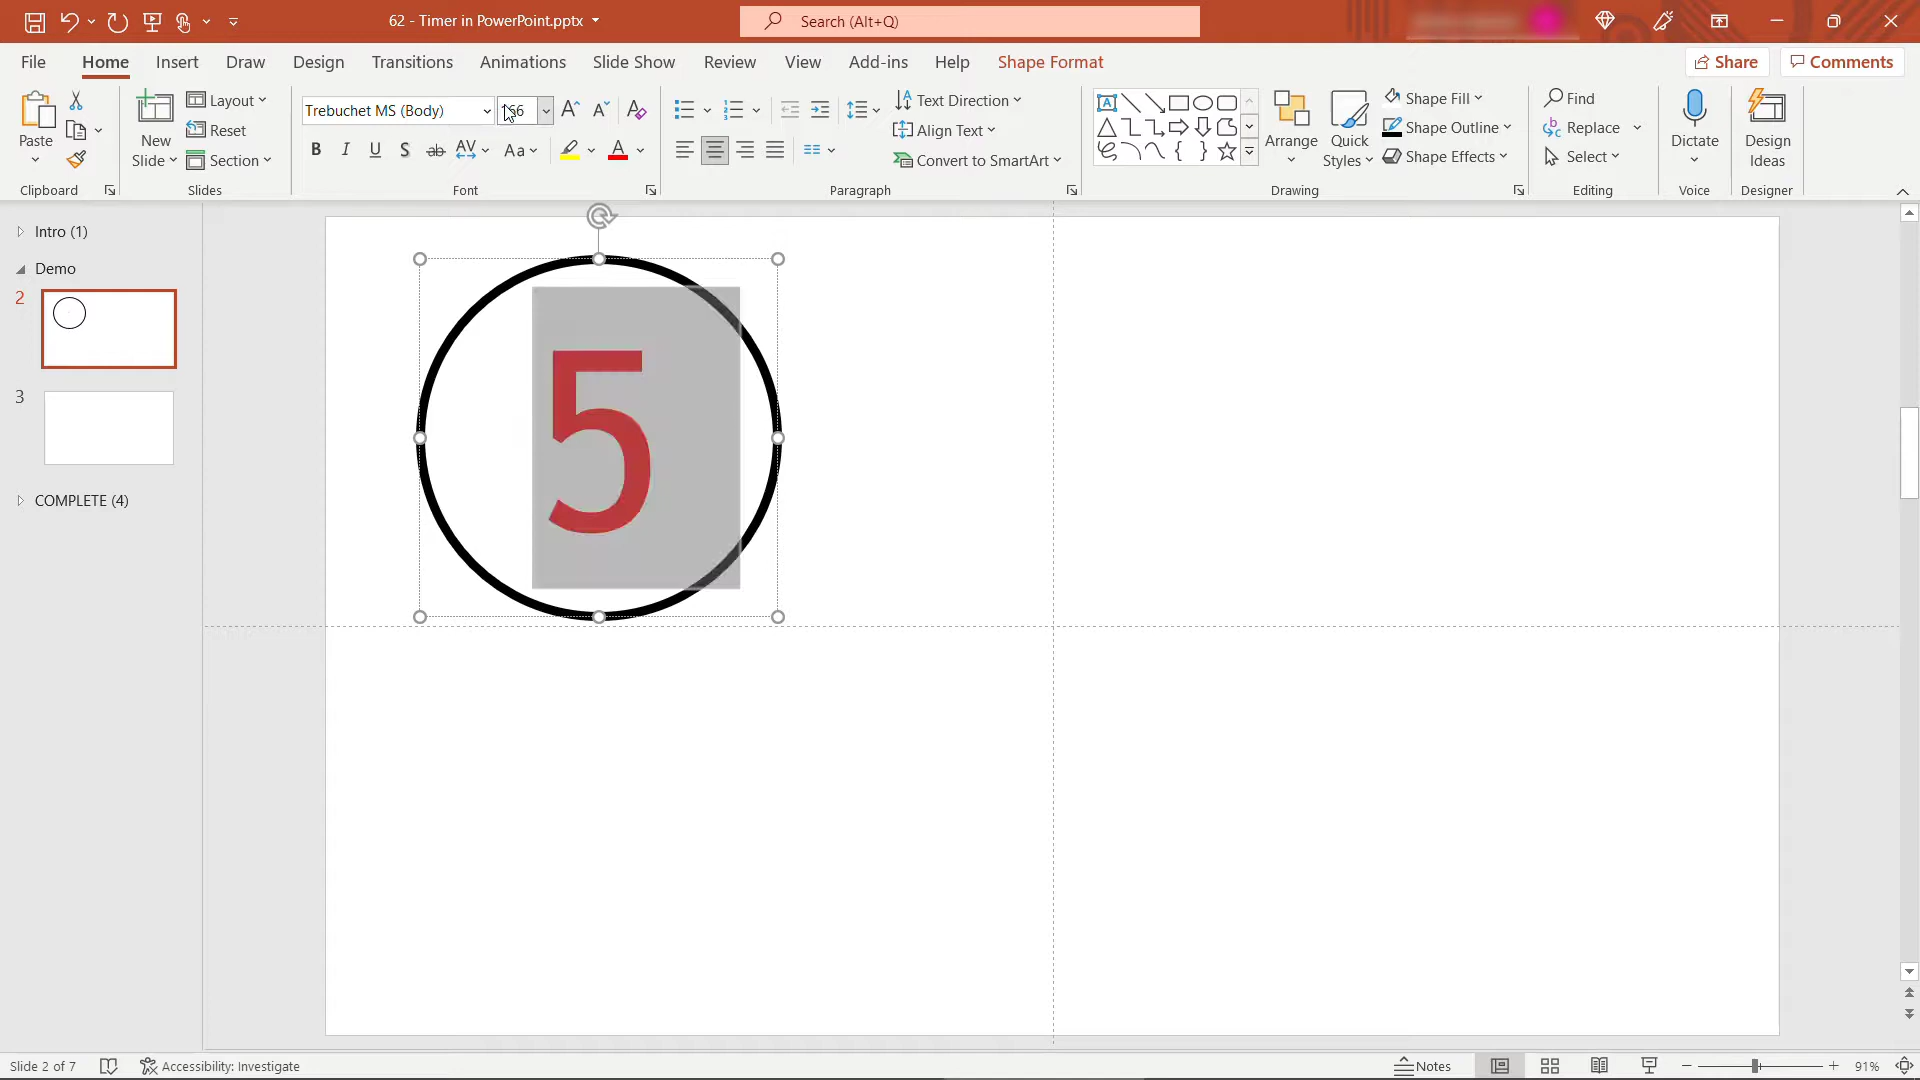 62 - Timer in PowerPoint.pptx
Search (Alt+Q)
File Home Insert Draw Design Transitions Animations Slide Show Review View Add-ins Help Shape Format
Share Comments
Paste
Clipboard
New Slide
Layout
Reset
Section
Slides
Trebuchet MS (Body)
166
B I U S ab AV Aa A
Font
Text Direction
Align Text
Convert to SmartArt
Paragraph
Arrange
Quick Styles
Shape Fill
Shape Outline
Shape Effects
Drawing
Find
Replace
Select
Editing
Dictate
Voice
Design Ideas
Designer
Intro (1)
Demo
2
3
COMPLETE (4)
5
Slide 2 of 7
Accessibility: Investigate
Notes
91%